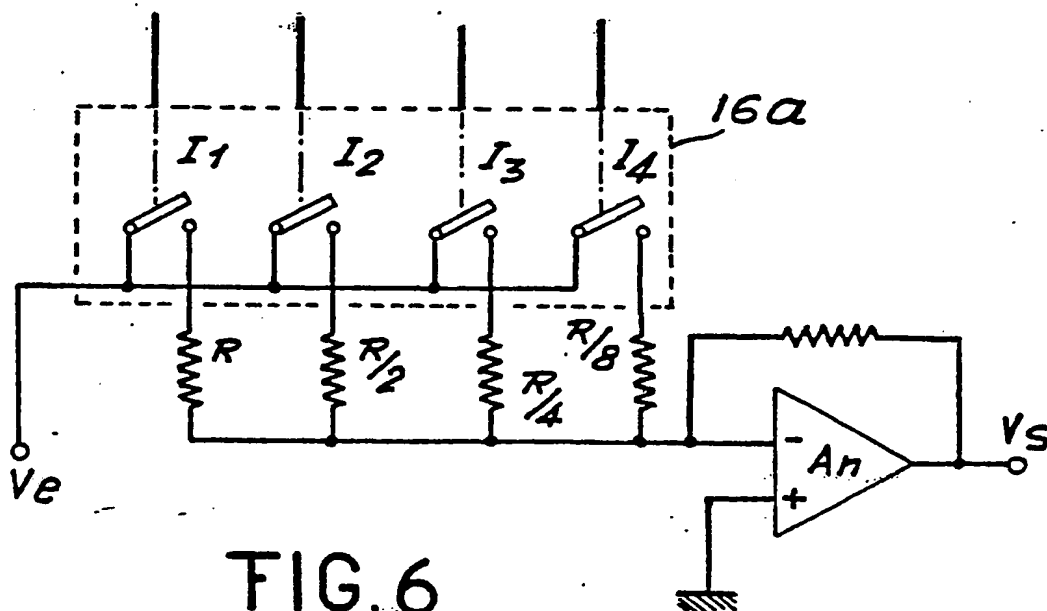 16a
I1 I2 I3 I4
R R/2 R/4 R/8
Ve
-
An
+
Vs
FIG.6